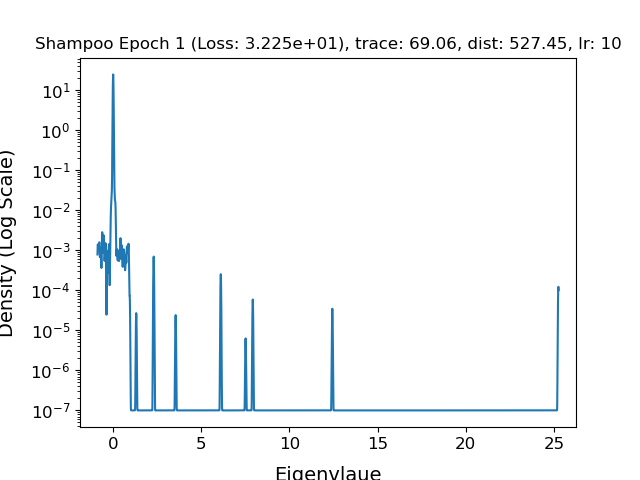 Shampoo Epoch 1 (Loss: 3.225e+01), trace: 69.06, dist: 527.45, lr: 10
Density (Log Scale)
10¹
10⁰
10⁻¹
10⁻²
10⁻³
10⁻⁴
10⁻⁵
10⁻⁶
10⁻⁷
0 5 10 15 20 25
Eigenvlaue